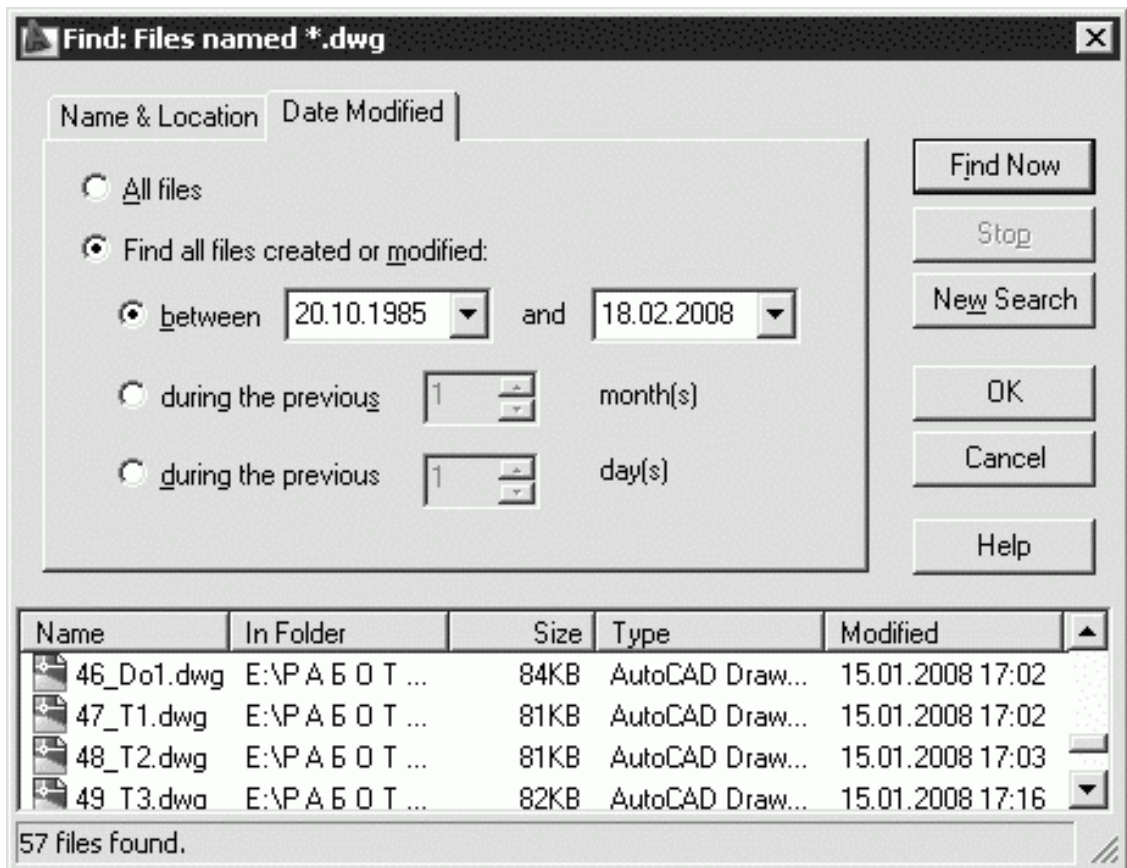 Find: Files named *.dwg
Name & Location Date Modified
All files
Find all files created or modified:
between 20.10.1985 and 18.02.2008
during the previous 1 month(s)
during the previous 1 day(s)
Find Now
Stop
New Search
OK
Cancel
Help
Name In Folder Size Type Modified
46_Do1.dwg E:\Р А Б О Т ... 84KB AutoCAD Draw... 15.01.2008 17:02
47_T1.dwg E:\Р А Б О Т ... 81KB AutoCAD Draw... 15.01.2008 17:02
48_T2.dwg E:\Р А Б О Т ... 81KB AutoCAD Draw... 15.01.2008 17:03
49_T3.dwg E:\Р А Б О Т ... 82KB AutoCAD Draw... 15.01.2008 17:16
57 files found.